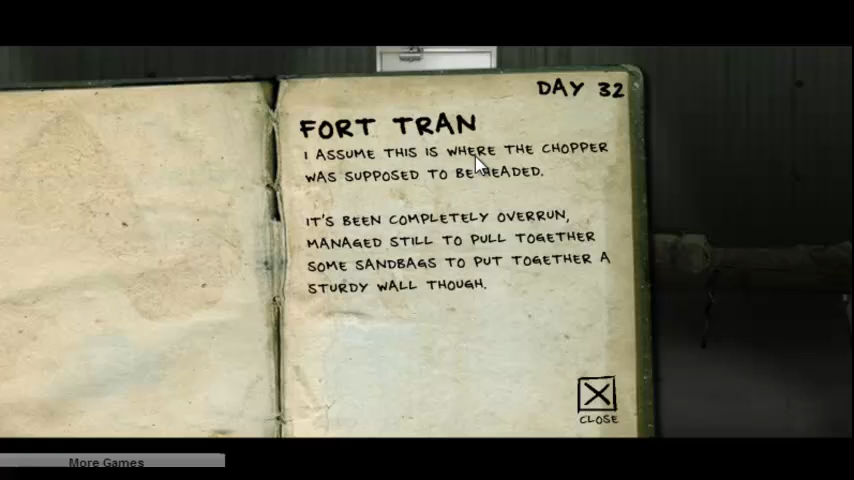 DAY 32
FORT TRAN
I ASSUME THIS IS WHERE THE CHOPPER
WAS SUPPOSED TO BE HEADED.
IT'S BEEN COMPLETELY OVERRUN,
MANAGED STILL TO PULL TOGETHER
SOME SANDBAGS TO PUT TOGETHER A
STURDY WALL THOUGH.
CLOSE
More Games